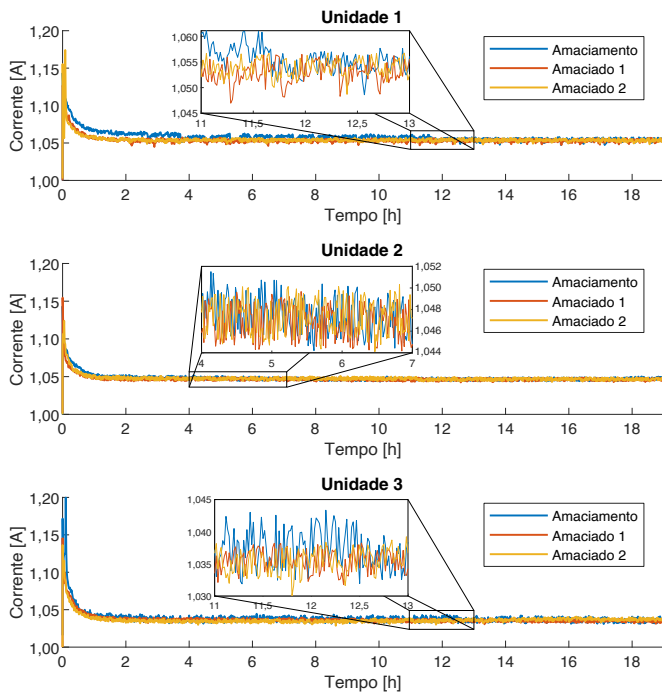 Unidade 1
Corrente [A]
1,20
1,15
1,10
1,05
1,00
1,060
1,055
1,050
1,045
11 11,5 12 12,5 13
Amaciamento
Amaciado 1
Amaciado 2
0 2 4 6 8 10 12 14 16 18
Tempo [h]
Unidade 2
Corrente [A]
1,20
1,15
1,10
1,05
1,00
1,052
1,050
1,048
1,046
1,044
4 5 6 7
Amaciamento
Amaciado 1
Amaciado 2
0 2 4 6 8 10 12 14 16 18
Tempo [h]
Unidade 3
Corrente [A]
1,20
1,15
1,10
1,05
1,00
1,045
1,040
1,035
1,030
11 11,5 12 12,5 13
Amaciamento
Amaciado 1
Amaciado 2
0 2 4 6 8 10 12 14 16 18
Tempo [h]